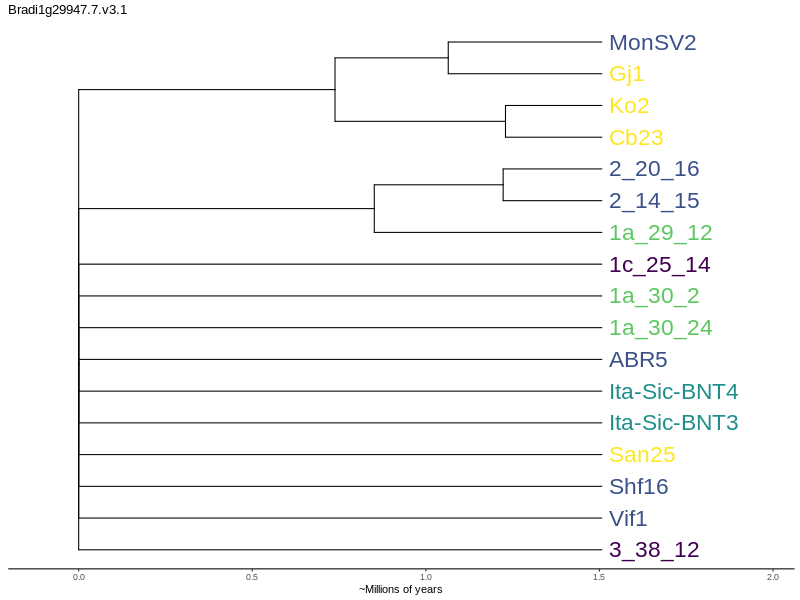 Bradi1g29947.7.v3.1
MonSV2
Gj1
Ko2
Cb23
2_20_16
2_14_15
1a_29_12
1c_25_14
1a_30_2
1a_30_24
ABR5
Ita-Sic-BNT4
Ita-Sic-BNT3
San25
Shf16
Vif1
3_38_12
0.0 0.5 1.0 1.5 2.0
~Millions of years